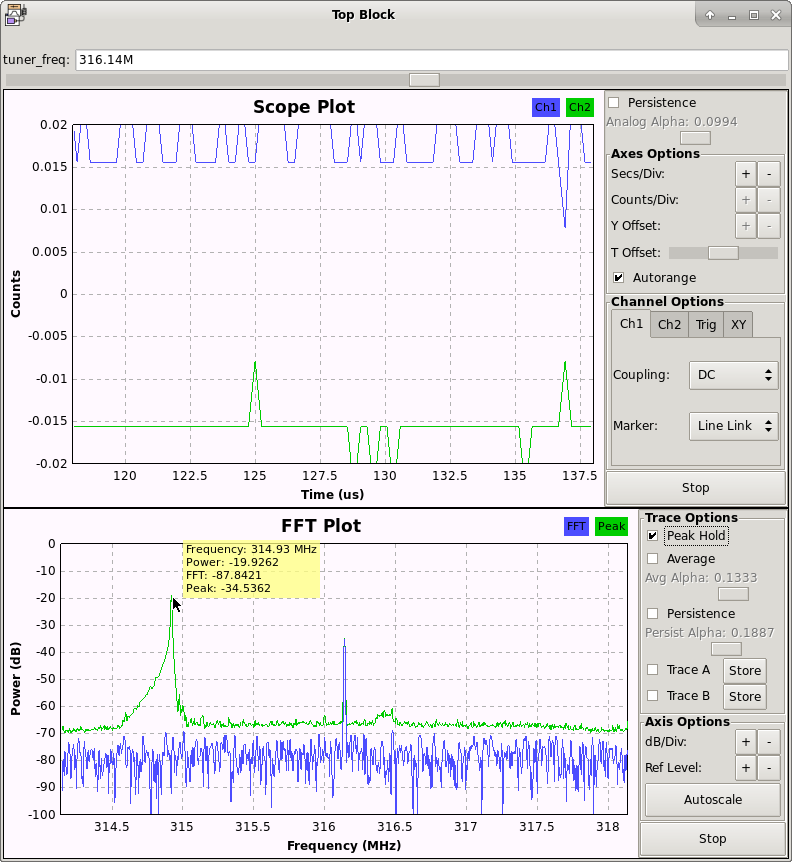 Top Block
tuner_freq: 316.14M
Scope Plot
Ch1 Ch2
0.02
0.015
0.01
0.005
0
-0.005
-0.01
-0.015
-0.02
Counts
120 122.5 125 127.5 130 132.5 135 137.5
Time (us)
Persistence
Analog Alpha: 0.0994
Axes Options
Secs/Div: + -
Counts/Div: + -
Y Offset: + -
T Offset:
Autorange
Channel Options
Ch1 Ch2 Trig XY
Coupling: DC
Marker: Line Link
Stop
FFT Plot
FFT Peak
Frequency: 314.93 MHz
Power: -19.9262
FFT: -87.8421
Peak: -34.5362
0
-10
-20
-30
-40
-50
-60
-70
-80
-90
-100
Power (dB)
314.5 315 315.5 316 316.5 317 317.5 318
Frequency (MHz)
Trace Options
Peak Hold
Average
Avg Alpha: 0.1333
Persistence
Persist Alpha: 0.1887
Trace A Store
Trace B Store
Axis Options
dB/Div: + -
Ref Level: + -
Autoscale
Stop